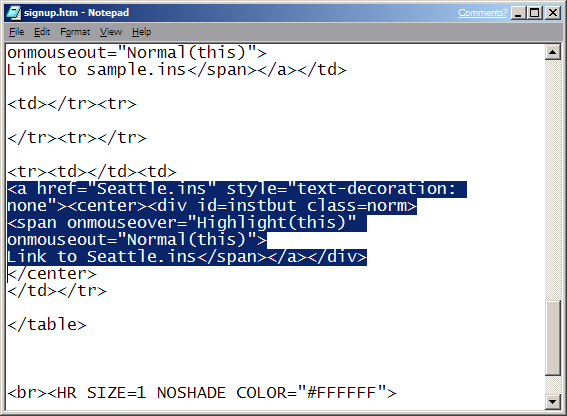 signup.htm - Notepad
Comments?
File Edit Format View Help
onmouseout="Normal(this)">
Link to sample.ins</span></a></td>
<td></tr><tr>
</tr><tr></tr>
<tr><td></td><td>
<a href="Seattle.ins" style="text-decoration:
none"><center><div id=instbut class=norm>
<span onmouseover="Highlight(this)"
onmouseout="Normal(this)">
Link to Seattle.ins</span></a></div>
</center>
</td></tr>
</table>
<br><HR SIZE=1 NOSHADE COLOR="#FFFFFF">